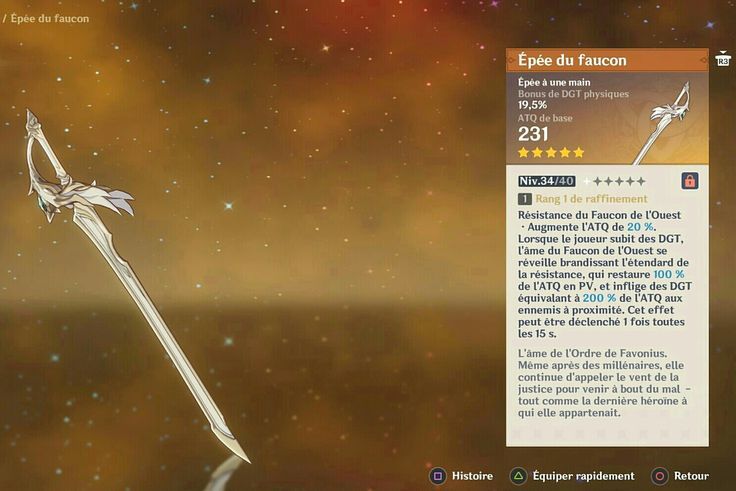 / Épée du faucon
Épée du faucon
R3
Épée à une main
Bonus de DGT physiques
19,5%
ATQ de base
231
Niv.34/40
1 Rang 1 de raffinement
Résistance du Faucon de l'Ouest
・Augmente l'ATQ de 20 %.
Lorsque le joueur subit des DGT,
l'âme du Faucon de l'Ouest se
réveille brandissant l'étendard de
la résistance, qui restaure 100 %
de l'ATQ en PV, et inflige des DGT
équivalant à 200 % de l'ATQ aux
ennemis à proximité. Cet effet
peut être déclenché 1 fois toutes
les 15 s.
L'âme de l'Ordre de Favonius.
Même après des millénaires, elle
continue d'appeler le vent de la
justice pour venir à bout du mal –
tout comme la dernière héroïne à
qui elle appartenait.
Histoire Équiper rapidement Retour